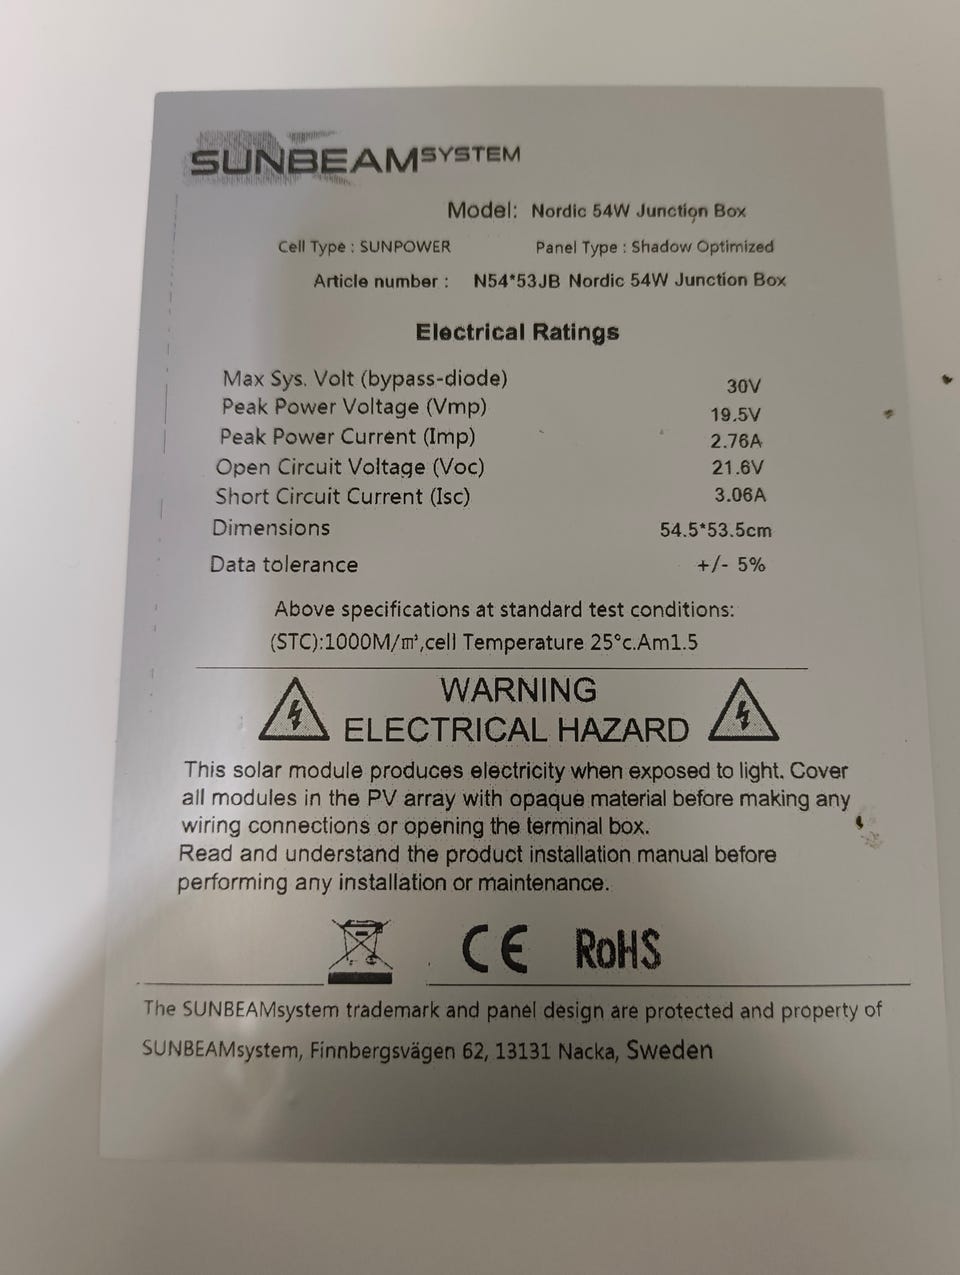 SUNBEAMSYSTEM
Model: Nordic 54W Junction Box
Cell Type : SUNPOWER Panel Type : Shadow Optimized
Article number : N54*53JB Nordic 54W Junction Box
Electrical Ratings
Max Sys. Volt (bypass-diode) 30V
Peak Power Voltage (Vmp) 19.5V
Peak Power Current (Imp) 2.76A
Open Circuit Voltage (Voc) 21.6V
Short Circuit Current (Isc) 3.06A
Dimensions 54.5*53.5cm
Data tolerance +/- 5%
Above specifications at standard test conditions:
(STC):1000M/m²,cell Temperature 25°c.Am1.5
WARNING
ELECTRICAL HAZARD
This solar module produces electricity when exposed to light. Cover
all modules in the PV array with opaque material before making any
wiring connections or opening the terminal box.
Read and understand the product installation manual before
performing any installation or maintenance.
CE RoHS
The SUNBEAMsystem trademark and panel design are protected and property of
SUNBEAMsystem, Finnbergsvägen 62, 13131 Nacka, Sweden